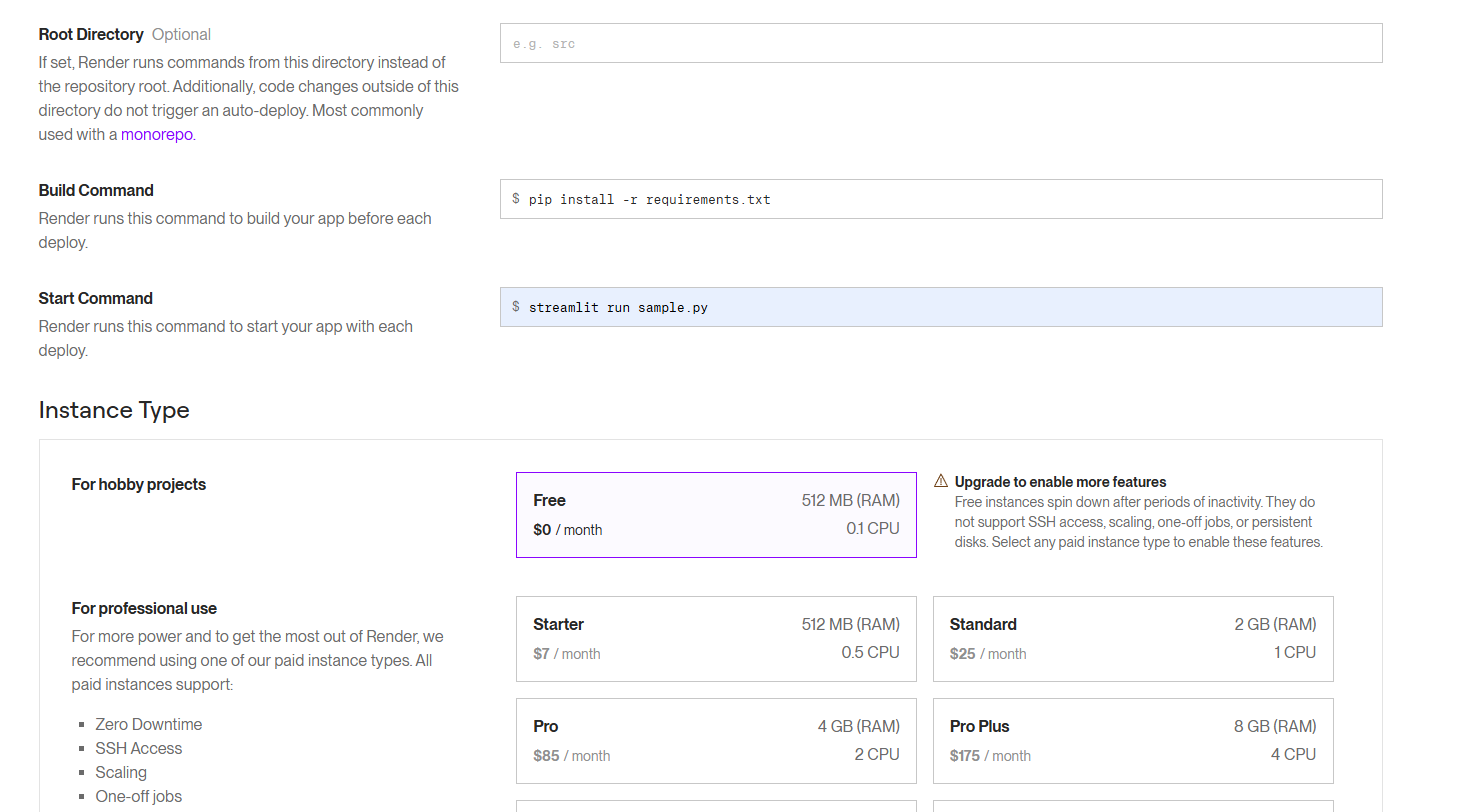 Root Directory Optional
e.g. src
If set, Render runs commands from this directory instead of
the repository root. Additionally, code changes outside of this
directory do not trigger an auto-deploy. Most commonly
used with a monorepo.
Build Command
$ pip install -r requirements.txt
Render runs this command to build your app before each
deploy.
Start Command
$ streamlit run sample.py
Render runs this command to start your app with each
deploy.
Instance Type
For hobby projects
Free 512 MB (RAM)
$0 / month 0.1 CPU
Upgrade to enable more features
Free instances spin down after periods of inactivity. They do
not support SSH access, scaling, one-off jobs, or persistent
disks. Select any paid instance type to enable these features.
For professional use
For more power and to get the most out of Render, we
recommend using one of our paid instance types. All
paid instances support:
Zero Downtime
SSH Access
Scaling
One-off jobs
Starter 512 MB (RAM)
$7 / month 0.5 CPU
Standard 2 GB (RAM)
$25 / month 1 CPU
Pro 4 GB (RAM)
$85 / month 2 CPU
Pro Plus 8 GB (RAM)
$175 / month 4 CPU